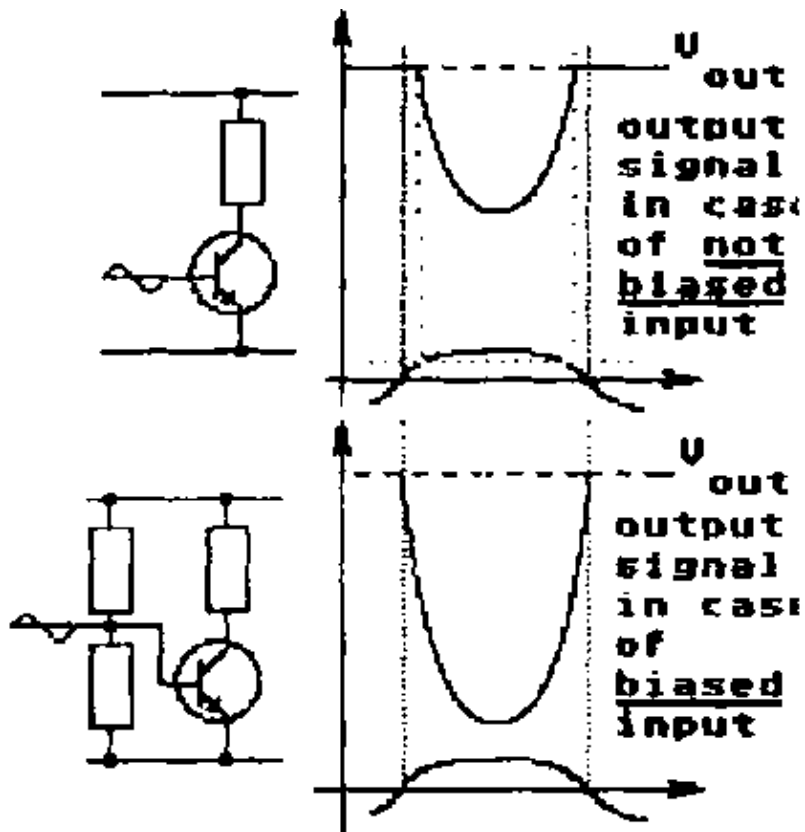 V out
output
signal
in case
of not
biased
input
V out
output
signal
in case
of
biased
input